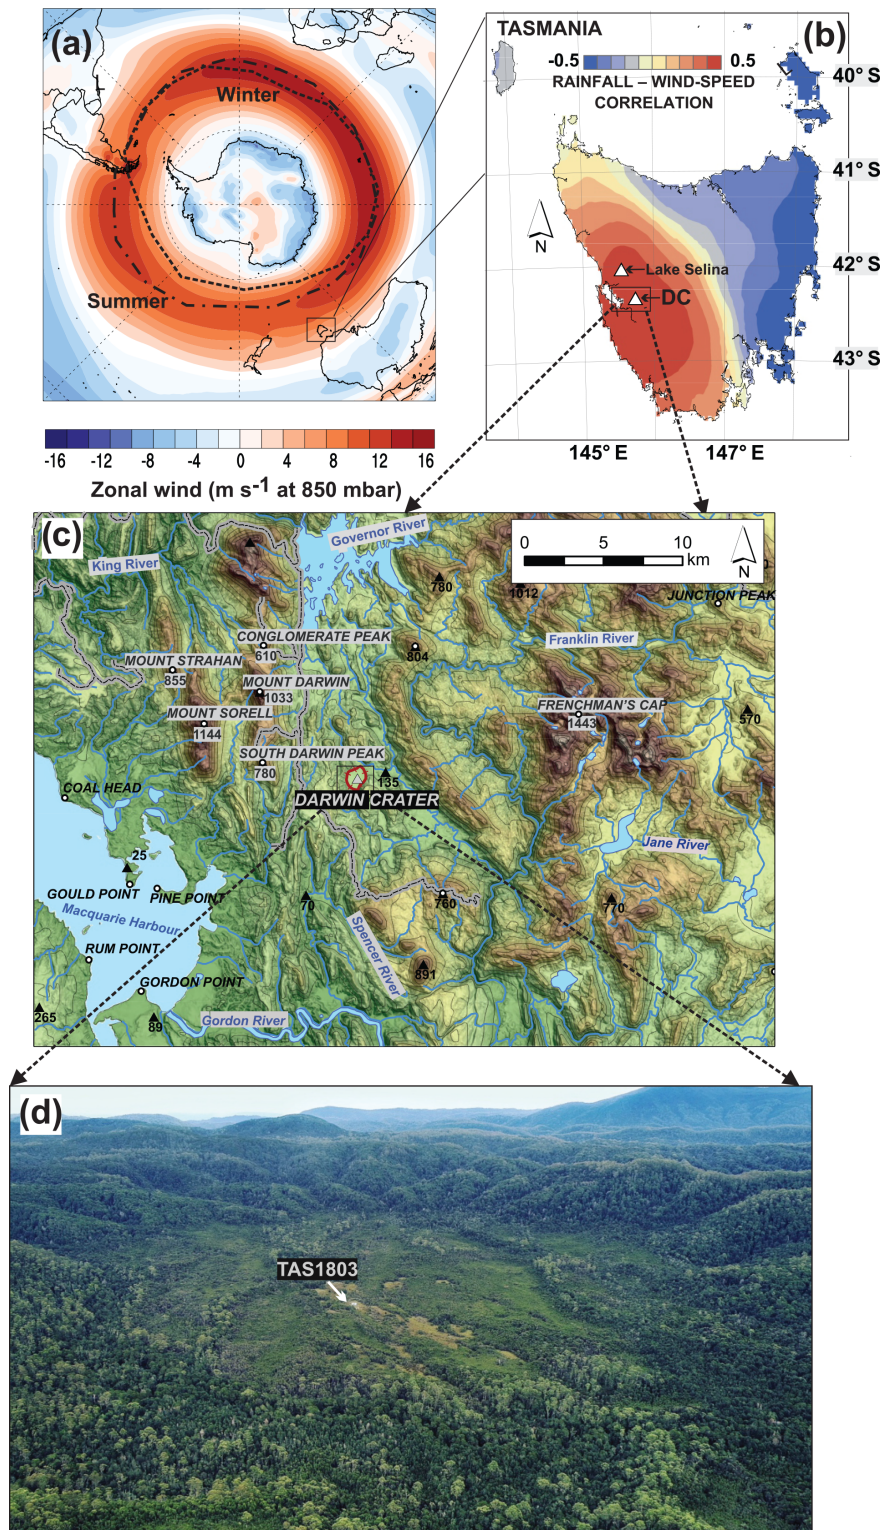 (a)
Winter
Summer
-16 -12 -8 -4 0 4 8 12 16
Zonal wind (m s-1 at 850 mbar)
TASMANIA
(b)
-0.5 0.5
RAINFALL – WIND-SPEED
CORRELATION
40° S
41° S
42° S
43° S
N
Lake Selina
DC
145° E 147° E
(c)
King River
Governor River
0 5 10
km
N
780
1012
JUNCTION PEAK
CONGLOMERATE PEAK
610
804
Franklin River
MOUNT STRAHAN
855
MOUNT DARWIN
1033
MOUNT SORELL
1144
FRENCHMAN'S CAP
1443
570
SOUTH DARWIN PEAK
780
135
COAL HEAD
DARWIN CRATER
Jane River
25
GOULD POINT
PINE POINT
70
760
770
Macquarie Harbour
Spencer River
RUM POINT
891
GORDON POINT
265
89
Gordon River
(d)
TAS1803